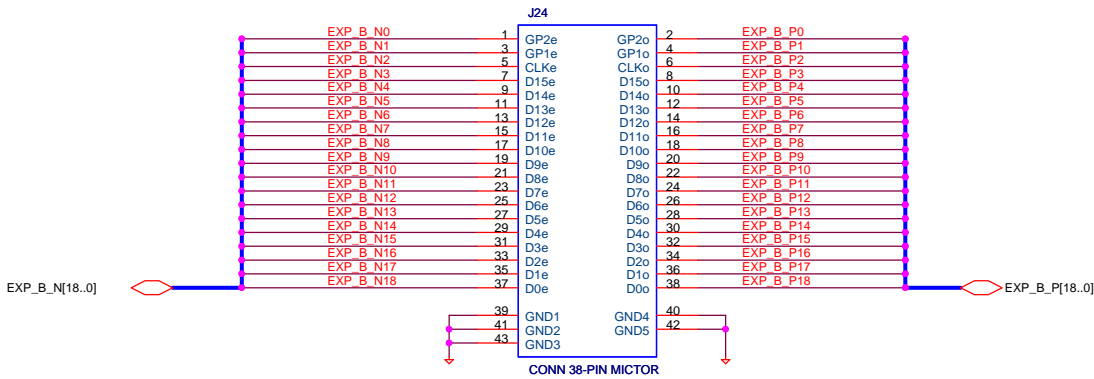 J24
EXP_B_N0 1 GP2e GP2o 2 EXP_B_P0
EXP_B_N1 3 GP1e GP1o 4 EXP_B_P1
EXP_B_N2 5 CLKe CLKo 6 EXP_B_P2
EXP_B_N3 7 D15e D15o 8 EXP_B_P3
EXP_B_N4 9 D14e D14o 10 EXP_B_P4
EXP_B_N5 11 D13e D13o 12 EXP_B_P5
EXP_B_N6 13 D12e D12o 14 EXP_B_P6
EXP_B_N7 15 D11e D11o 16 EXP_B_P7
EXP_B_N8 17 D10e D10o 18 EXP_B_P8
EXP_B_N9 19 D9e D9o 20 EXP_B_P9
EXP_B_N10 21 D8e D8o 22 EXP_B_P10
EXP_B_N11 23 D7e D7o 24 EXP_B_P11
EXP_B_N12 25 D6e D6o 26 EXP_B_P12
EXP_B_N13 27 D5e D5o 28 EXP_B_P13
EXP_B_N14 29 D4e D4o 30 EXP_B_P14
EXP_B_N15 31 D3e D3o 32 EXP_B_P15
EXP_B_N16 33 D2e D2o 34 EXP_B_P16
EXP_B_N17 35 D1e D1o 36 EXP_B_P17
EXP_B_N[18..0] EXP_B_N18 37 D0e D0o 38 EXP_B_P18 EXP_B_P[18..0]
39 GND1 GND4 40
41 GND2 GND5 42
43 GND3
CONN 38-PIN MICTOR